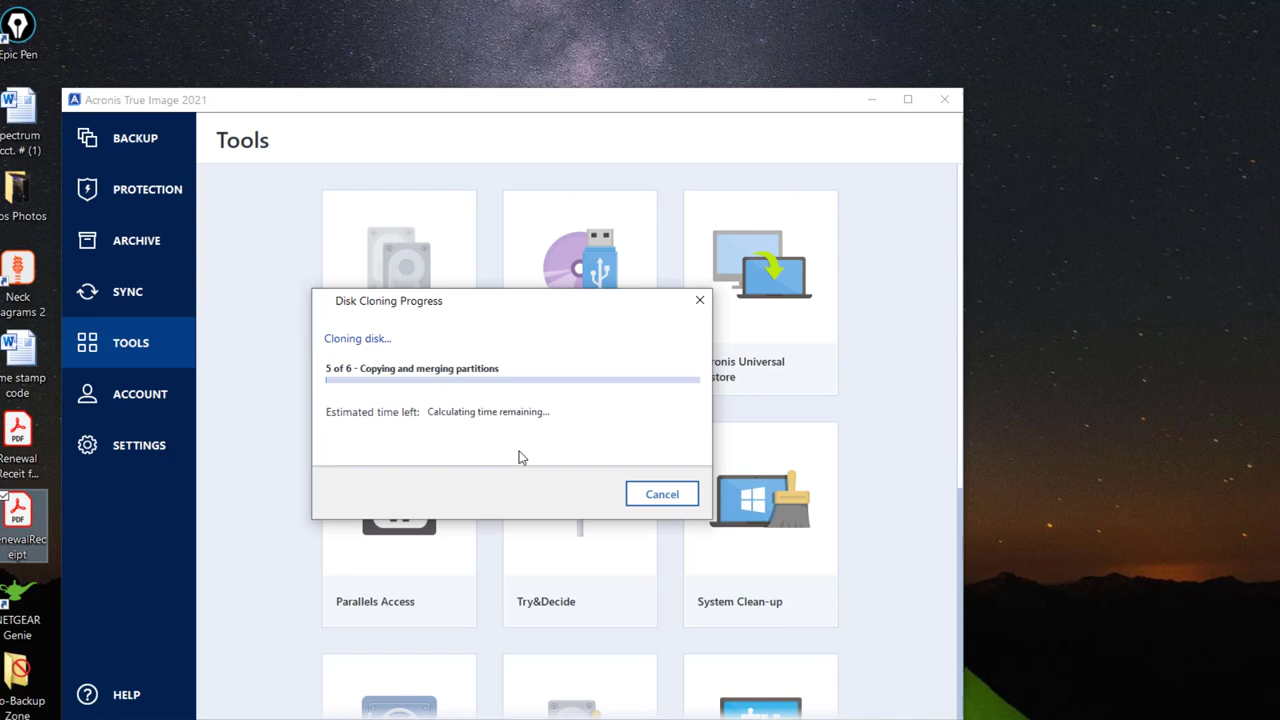 Epic Pen
pectrum
cct. # (1)
os Photos
Neck
agrams 2
me stamp
code
PDF
Renewal
Receit f...
PDF
enewalRec
eipt
NETGEAR
Genie
o-Backup
Zone
Acronis True Image 2021
BACKUP
PROTECTION
ARCHIVE
SYNC
TOOLS
ACCOUNT
SETTINGS
HELP
Tools
ronis Universal
store
Disk Cloning Progress
Cloning disk...
5 of 6 - Copying and merging partitions
Estimated time left: Calculating time remaining...
Cancel
Parallels Access
Try&Decide
System Clean-up